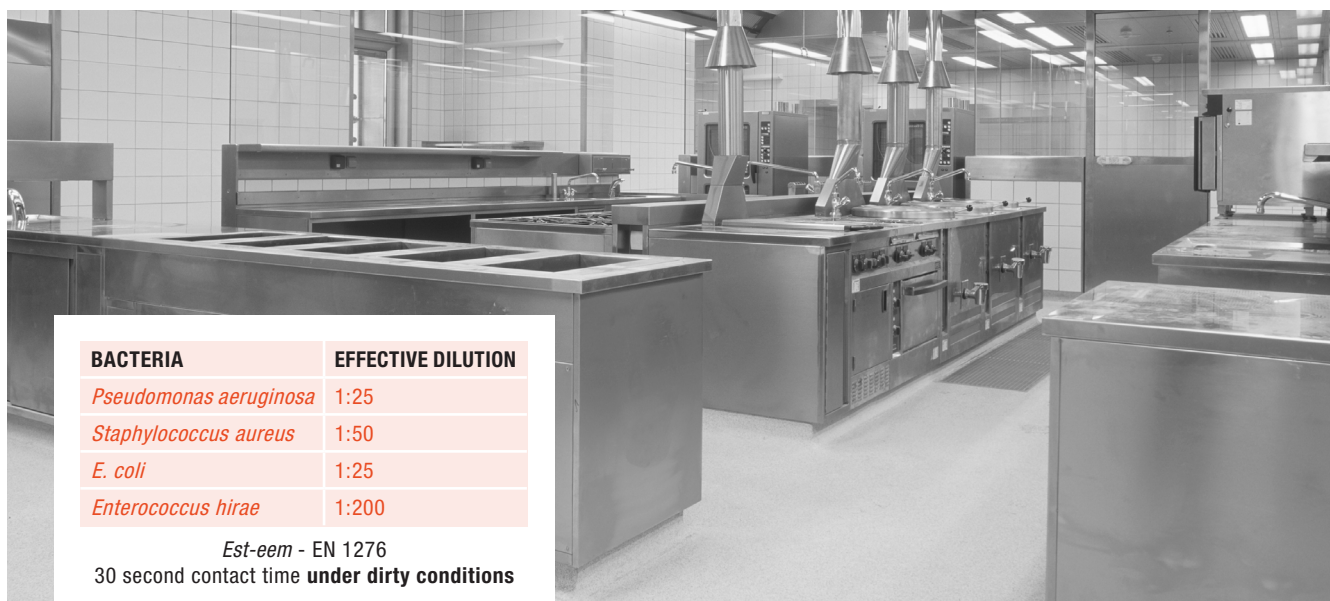 BACTERIA EFFECTIVE DILUTION
Pseudomonas aeruginosa 1:25
Staphylococcus aureus 1:50
E. coli 1:25
Enterococcus hirae 1:200
Est-eem - EN 1276
30 second contact time under dirty conditions